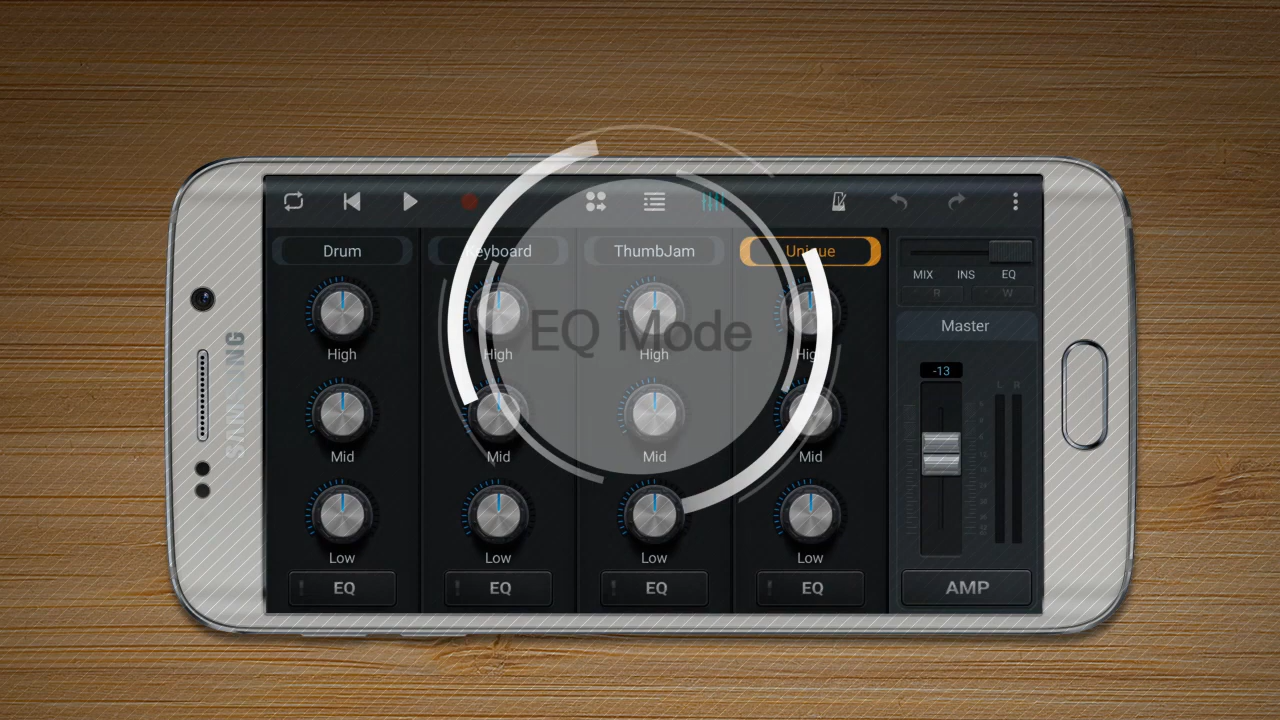 SAMSUNG
Drum
Keyboard
ThumbJam
Unique
MIX INS EQ
R W
Master
EQ Mode
High
High
High
High
-13
L R
Mid
Mid
Mid
Mid
Low
Low
Low
Low
EQ
EQ
EQ
EQ
AMP